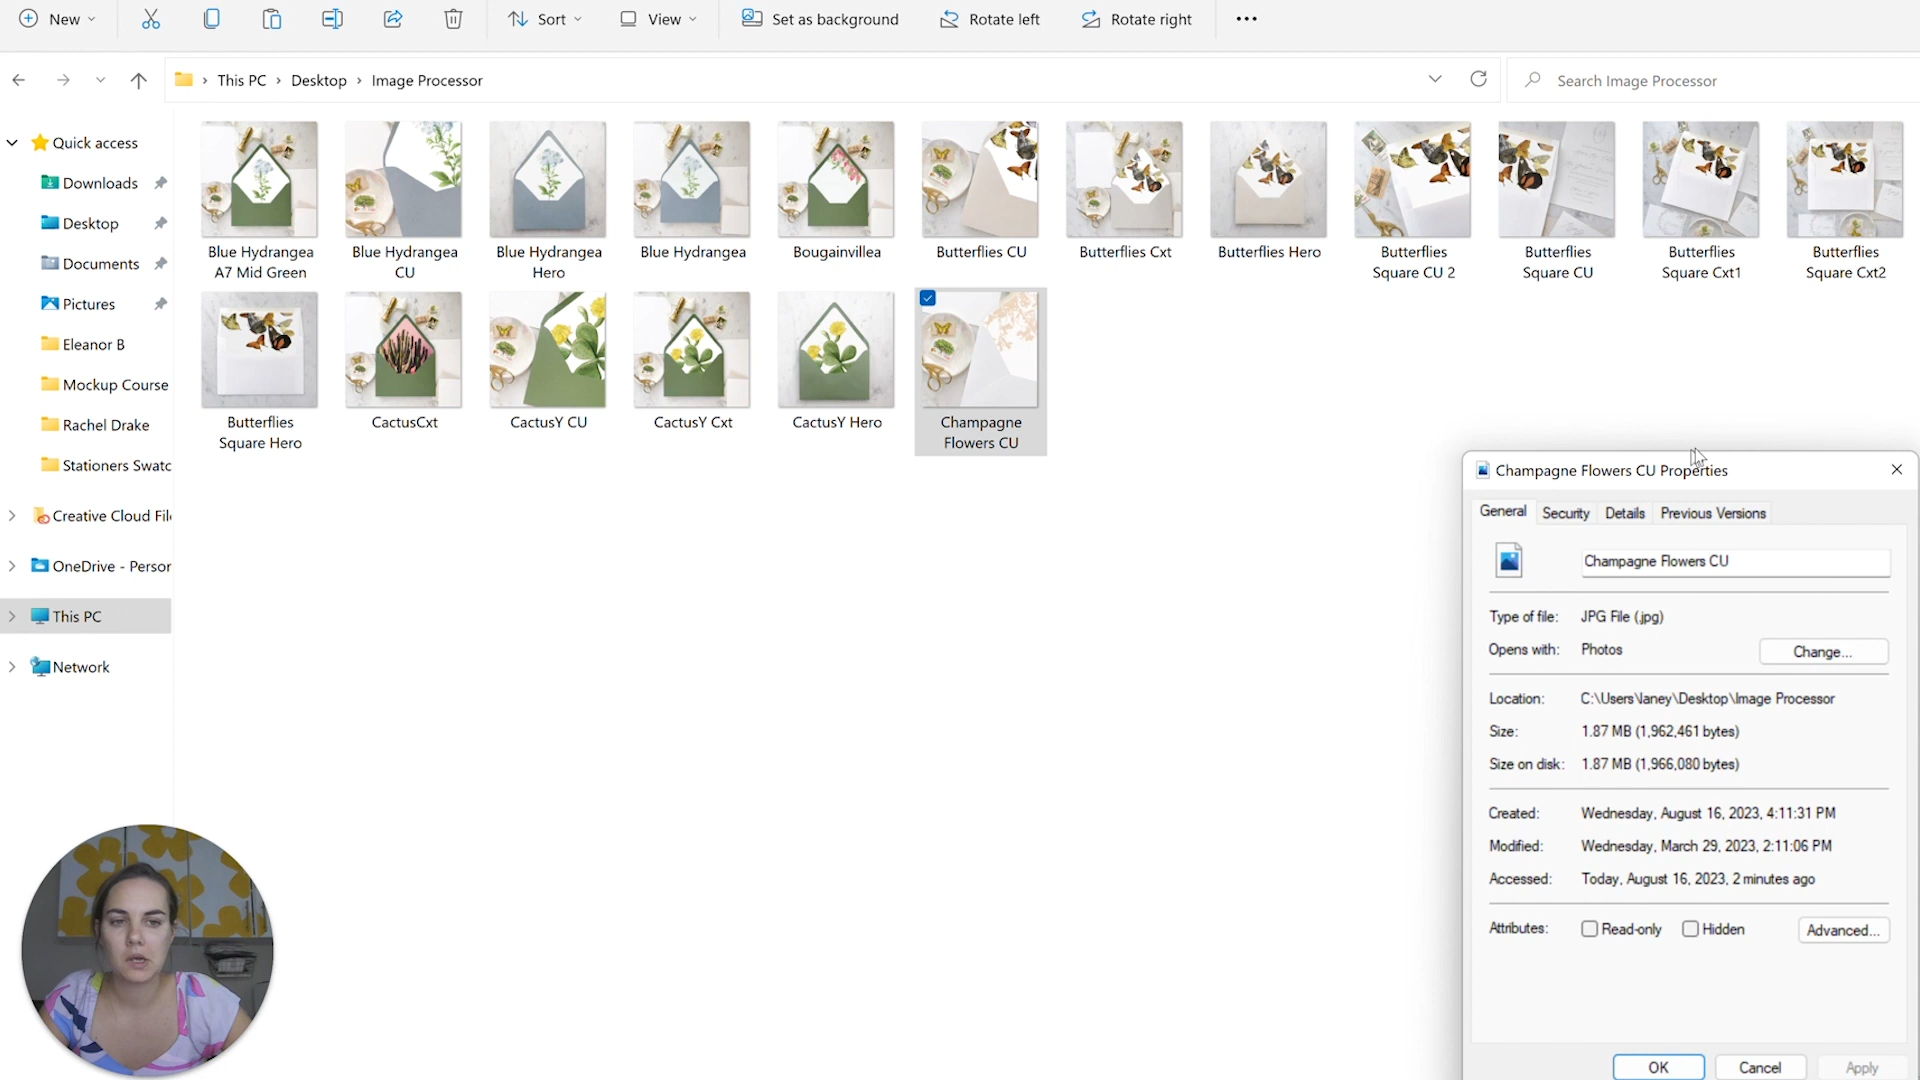 New
Sort
View
Set as background
Rotate left
Rotate right
This PC
Desktop
Image Processor
Search Image Processor
Quick access
Downloads
Desktop
Documents
Pictures
Eleanor B
Mockup Course
Rachel Drake
Stationers Swatc
Creative Cloud File
OneDrive - Person
This PC
Network
Blue Hydrangea
A7 Mid Green
Blue Hydrangea
CU
Blue Hydrangea
Hero
Blue Hydrangea
Bougainvillea
Butterflies CU
Butterflies Cxt
Butterflies Hero
Butterflies
Square CU 2
Butterflies
Square CU
Butterflies
Square Cxt1
Butterflies
Square Cxt2
Butterflies
Square Hero
CactusCxt
CactusY CU
CactusY Cxt
CactusY Hero
Champagne
Flowers CU
Champagne Flowers CU Properties
General Security Details Previous Versions
Champagne Flowers CU
Type of file: JPG File (.jpg)
Opens with: Photos
Change...
Location: C:\Users\laney\Desktop\Image Processor
Size: 1.87 MB (1,962,461 bytes)
Size on disk: 1.87 MB (1,966,080 bytes)
Created: Wednesday, August 16, 2023, 4:11:31 PM
Modified: Wednesday, March 29, 2023, 2:11:06 PM
Accessed: Today, August 16, 2023, 2 minutes ago
Attributes: Read-only Hidden Advanced...
OK Cancel Apply